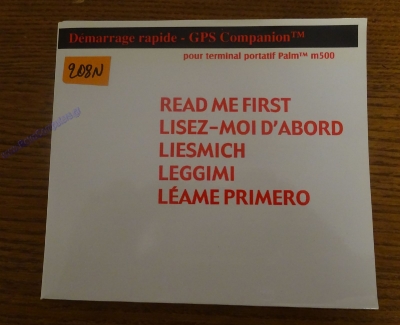 Démarrage rapide - GPS Companion™
pour terminal portatif Palm™ m500
208N
READ ME FIRST
LISEZ-MOI D'ABORD
LIESMICH
LEGGIMI
LÉAME PRIMERO